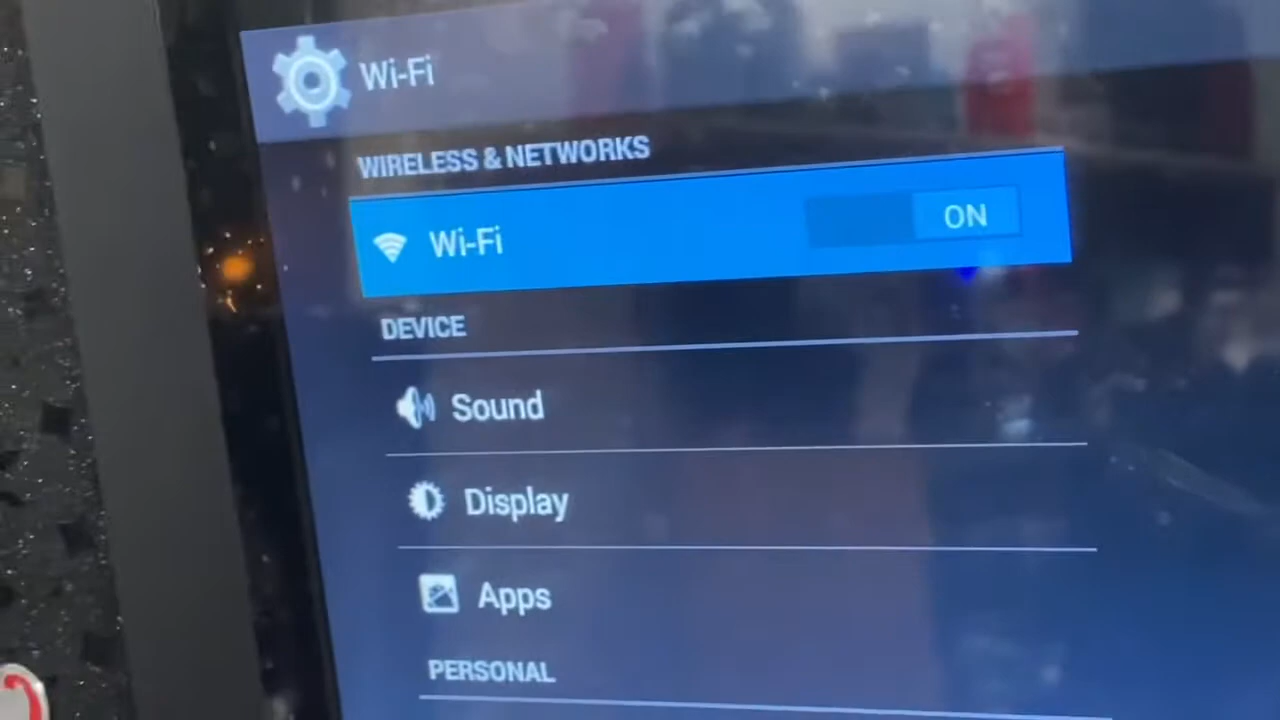 Wi-Fi
WIRELESS & NETWORKS
Wi-Fi ON
DEVICE
Sound
Display
Apps
PERSONAL